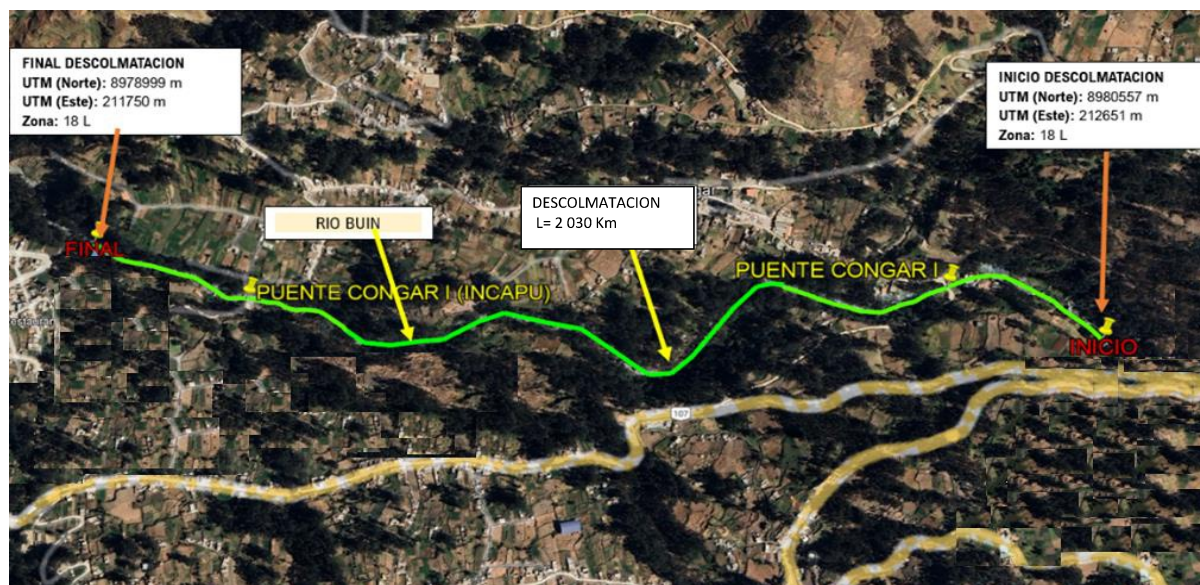 FINAL DESCOLMATACION
UTM (Norte): 8978999 m
UTM (Este): 211750 m
Zona: 18 L
INICIO DESCOLMATACION
UTM (Norte): 8980557 m
UTM (Este): 212651 m
Zona: 18 L
DESCOLMATACION
L= 2 030 Km
RIO BUIN
FINAL
PUENTE CONGAR I (INCAPU)
PUENTE CONGAR I
INICIO
107